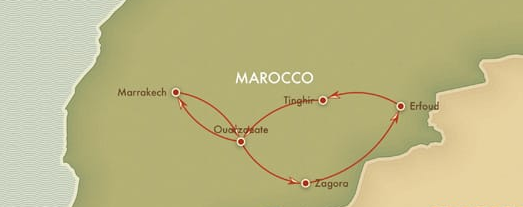 MAROCCO
Marrakech
Tinghir
Erfoud
Ouarzazate
Zagora